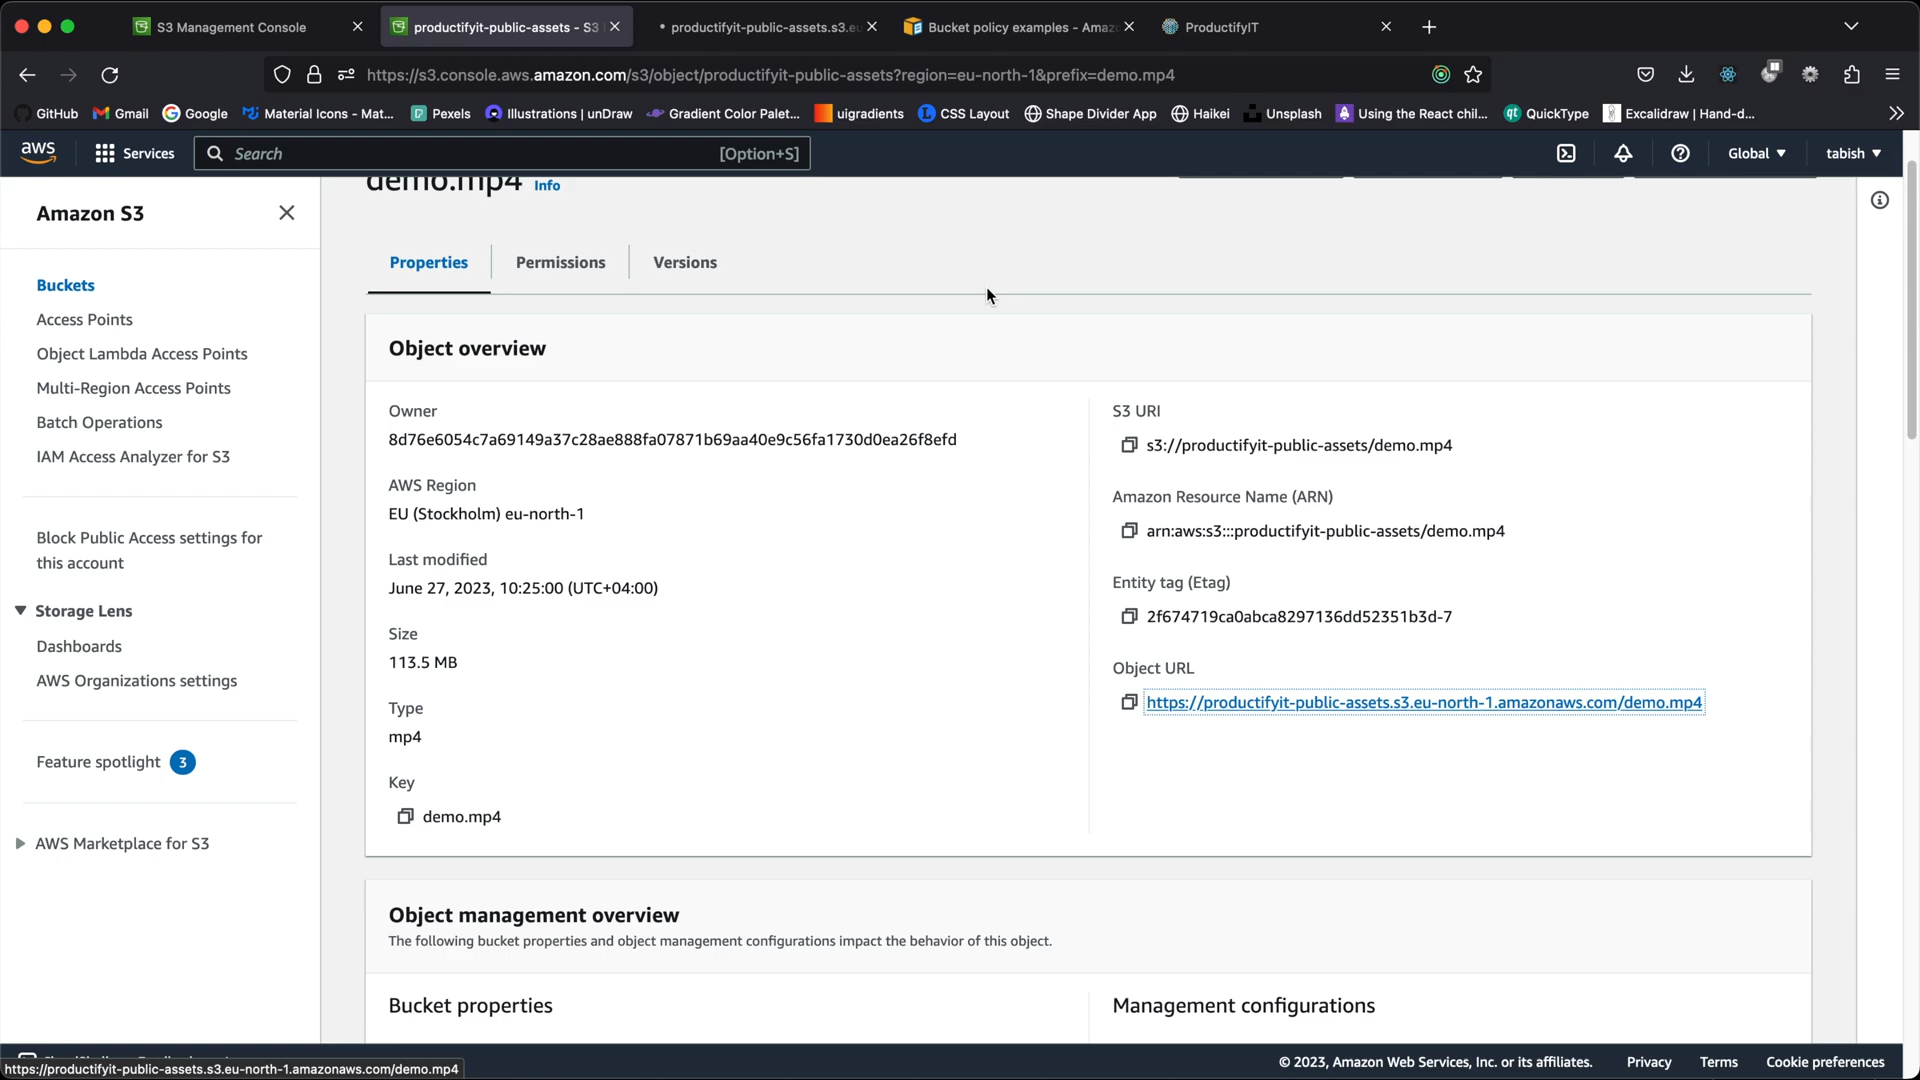 S3 Management Console
productifyit-public-assets - S3
productifyit-public-assets.s3.eu
Bucket policy examples - Amaz
ProductifyIT
https://s3.console.aws.amazon.com/s3/object/productifyit-public-assets?region=eu-north-1&prefix=demo.mp4
GitHub
Gmail
Google
Material Icons - Mat...
Pexels
Illustrations | unDraw
Gradient Color Palet...
uigradients
CSS Layout
Shape Divider App
Haikei
Unsplash
Using the React chil...
qt QuickType
Excalidraw | Hand-d...
aws
Services
Search
[Option+S]
Global
tabish
demo.mp4 Info
Amazon S3
Buckets
Access Points
Object Lambda Access Points
Multi-Region Access Points
Batch Operations
IAM Access Analyzer for S3
Block Public Access settings for
this account
Storage Lens
Dashboards
AWS Organizations settings
Feature spotlight 3
AWS Marketplace for S3
Properties
Permissions
Versions
Object overview
Owner
8d76e6054c7a69149a37c28ae888fa07871b69aa40e9c56fa1730d0ea26f8efd
AWS Region
EU (Stockholm) eu-north-1
Last modified
June 27, 2023, 10:25:00 (UTC+04:00)
Size
113.5 MB
Type
mp4
Key
demo.mp4
S3 URI
s3://productifyit-public-assets/demo.mp4
Amazon Resource Name (ARN)
arn:aws:s3:::productifyit-public-assets/demo.mp4
Entity tag (Etag)
2f674719ca0abca8297136dd52351b3d-7
Object URL
https://productifyit-public-assets.s3.eu-north-1.amazonaws.com/demo.mp4
Object management overview
The following bucket properties and object management configurations impact the behavior of this object.
Bucket properties
Management configurations
https://productifyit-public-assets.s3.eu-north-1.amazonaws.com/demo.mp4
© 2023, Amazon Web Services, Inc. or its affiliates.
Privacy
Terms
Cookie preferences